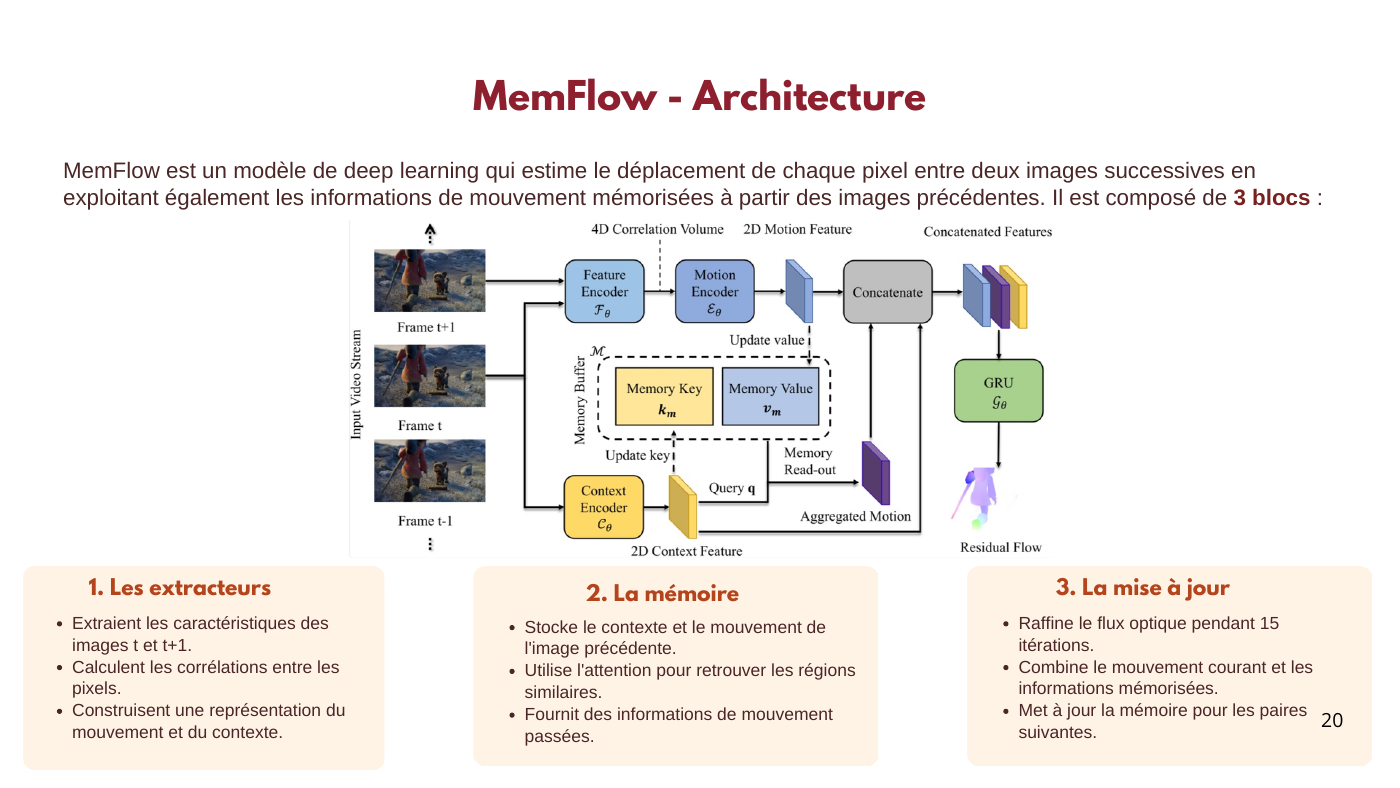 MemFlow - Architecture
MemFlow est un modèle de deep learning qui estime le déplacement de chaque pixel entre deux images successives en
exploitant également les informations de mouvement mémorisées à partir des images précédentes. Il est composé de 3 blocs :
4D Correlation Volume
2D Motion Feature
Concatenated Features
Feature
Encoder
ℱθ
Motion
Encoder
ℰθ
Concatenate
Frame t+1
Update value
Input Video Stream
Memory Buffer
ℳ
Memory Key
km
Memory Value
vm
GRU
𝒢θ
Frame t
Update key
Memory
Read-out
Query q
Context
Encoder
𝒞θ
Frame t-1
Aggregated Motion
2D Context Feature
Residual Flow
1. Les extracteurs
• Extraient les caractéristiques des
images t et t+1.
• Calculent les corrélations entre les
pixels.
• Construisent une représentation du
mouvement et du contexte.
2. La mémoire
• Stocke le contexte et le mouvement de
l'image précédente.
• Utilise l'attention pour retrouver les régions
similaires.
• Fournit des informations de mouvement
passées.
3. La mise à jour
• Raffine le flux optique pendant 15
itérations.
• Combine le mouvement courant et les
informations mémorisées.
• Met à jour la mémoire pour les paires
suivantes.
20